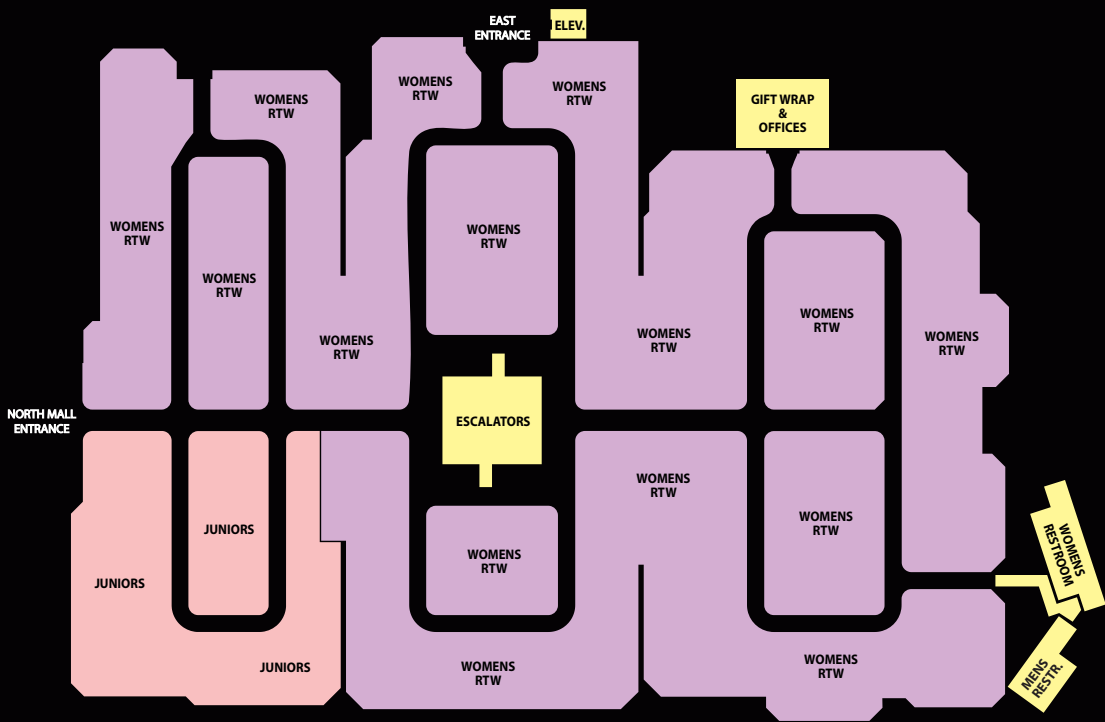 EAST
ENTRANCE
ELEV.
WOMENS
RTW
WOMENS
RTW
WOMENS
RTW
GIFT WRAP
&
OFFICES
WOMENS
RTW
WOMENS
RTW
WOMENS
RTW
WOMENS
RTW
WOMENS
RTW
WOMENS
RTW
WOMENS
RTW
WOMENS
RTW
NORTH MALL
ENTRANCE
ESCALATORS
WOMENS
RTW
JUNIORS
WOMENS
RTW
WOMENS
RTW
JUNIORS
WOMENS
RESTROOM
JUNIORS
WOMENS
RTW
WOMENS
RTW
MENS
RESTR.